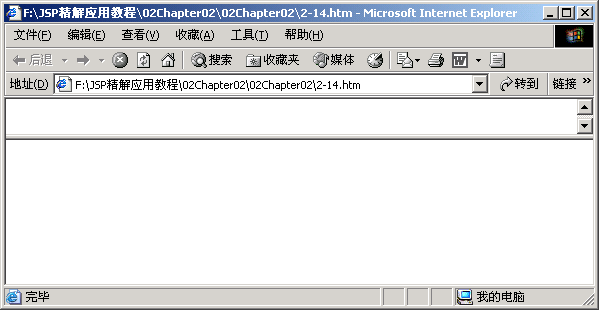 F:\JSP精解应用教程\02Chapter02\02Chapter02\2-14.htm - Microsoft Internet Explorer
文件(F) 编辑(E) 查看(V) 收藏(A) 工具(T) 帮助(H)
后退 搜索 收藏夹 媒体
地址(D) F:\JSP精解应用教程\02Chapter02\02Chapter02\2-14.htm 转到 链接 »
完毕 我的电脑